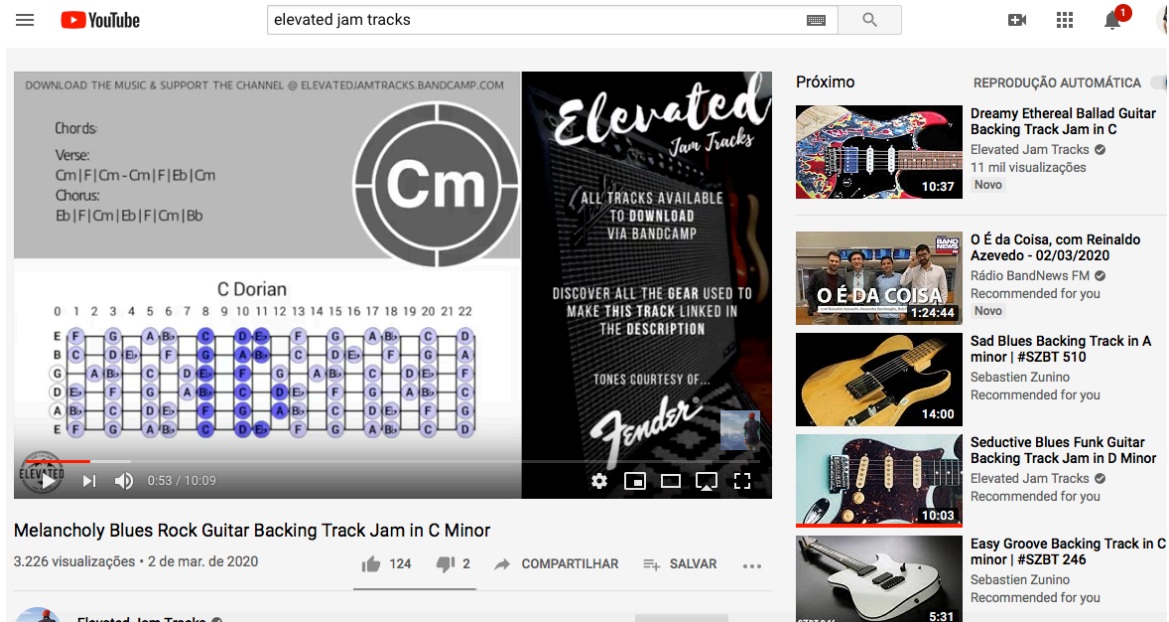 YouTube
elevated jam tracks
1
DOWNLOAD THE MUSIC & SUPPORT THE CHANNEL @ ELEVATEDJAMTRACKS.BANDCAMP.COM
Chords:
Verse:
Cm|F|Cm-Cm|F|Eb|Cm
Chorus:
Eb|F|Cm|Eb|F|Cm|Bb
Cm
C Dorian
0 1 2 3 4 5 6 7 8 9 10 11 12 13 14 15 16 17 18 19 20 21 22
E F G A B♭ C D E♭ F G A B♭ C D
B C D E♭ F G A B♭ C D E♭ F G A
G A B♭ C D E♭ F G A B♭ C D E♭ F
D E♭ F G A B♭ C D E♭ F G A B♭ C
A B♭ C D E♭ F G A B♭ C D E♭ F G
E F G A B♭ C D E♭ F G A B♭ C D
ELEVATED
0:53 / 10:09
Elevated
Jam Tracks
ALL TRACKS AVAILABLE
TO DOWNLOAD
VIA BANDCAMP
DISCOVER ALL THE GEAR USED TO
MAKE THIS TRACK LINKED IN
THE DESCRIPTION
TONES COURTESY OF...
Fender
Melancholy Blues Rock Guitar Backing Track Jam in C Minor
3.226 visualizações • 2 de mar. de 2020
124
2
COMPARTILHAR
SALVAR
Elevated Jam Tracks
Próximo
REPRODUÇÃO AUTOMÁTICA
10:37
Dreamy Ethereal Ballad Guitar
Backing Track Jam in C
Elevated Jam Tracks
11 mil visualizações
Novo
BAND
NEWS
O É DA COISA
1:24:44
O É da Coisa, com Reinaldo
Azevedo - 02/03/2020
Rádio BandNews FM
Recommended for you
Novo
14:00
Sad Blues Backing Track in A
minor | #SZBT 510
Sebastien Zunino
Recommended for you
10:03
Seductive Blues Funk Guitar
Backing Track Jam in D Minor
Elevated Jam Tracks
Recommended for you
SZBT 246
5:31
Easy Groove Backing Track in C
minor | #SZBT 246
Sebastien Zunino
Recommended for you